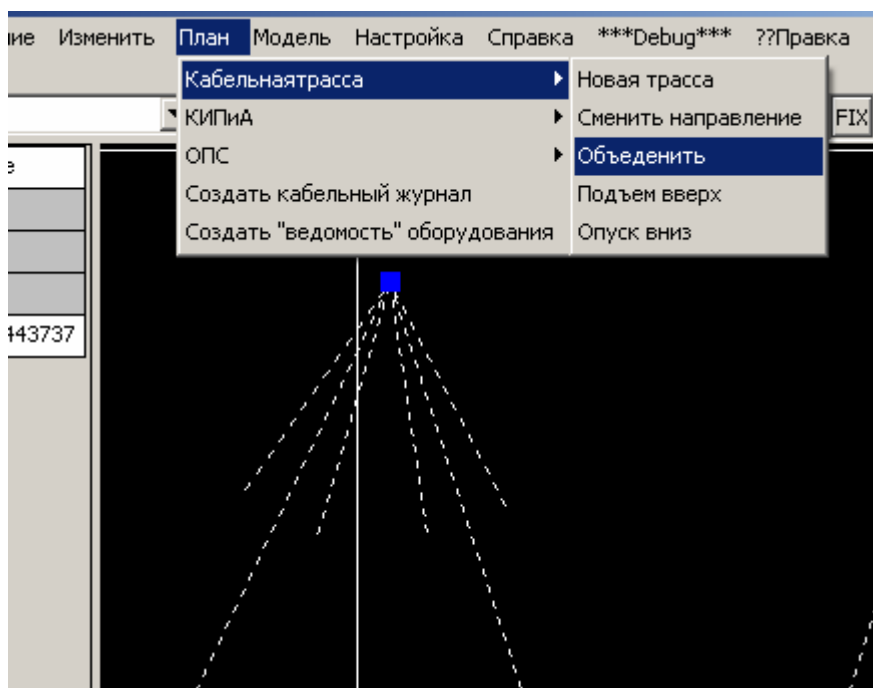 ие Изменить План Модель Настройка Справка ***Debug*** ??Правка
Кабельнаятрасса
КИПиА
ОПС
Создать кабельный журнал
Создать "ведомость" оборудования
Новая трасса
Сменить направление
Объеденить
Подъем вверх
Опуск вниз
FIX
е
443737